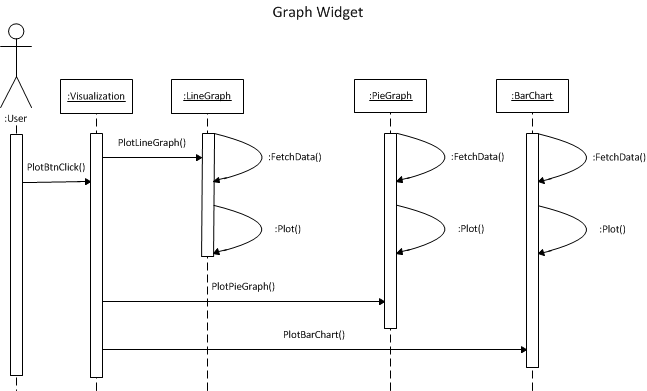 Graph Widget
:User
:Visualization
:LineGraph
:PieGraph
:BarChart
PlotLineGraph()
:FetchData()
:FetchData()
:FetchData()
PlotBtnClick()
:Plot()
:Plot()
:Plot()
PlotPieGraph()
PlotBarChart()